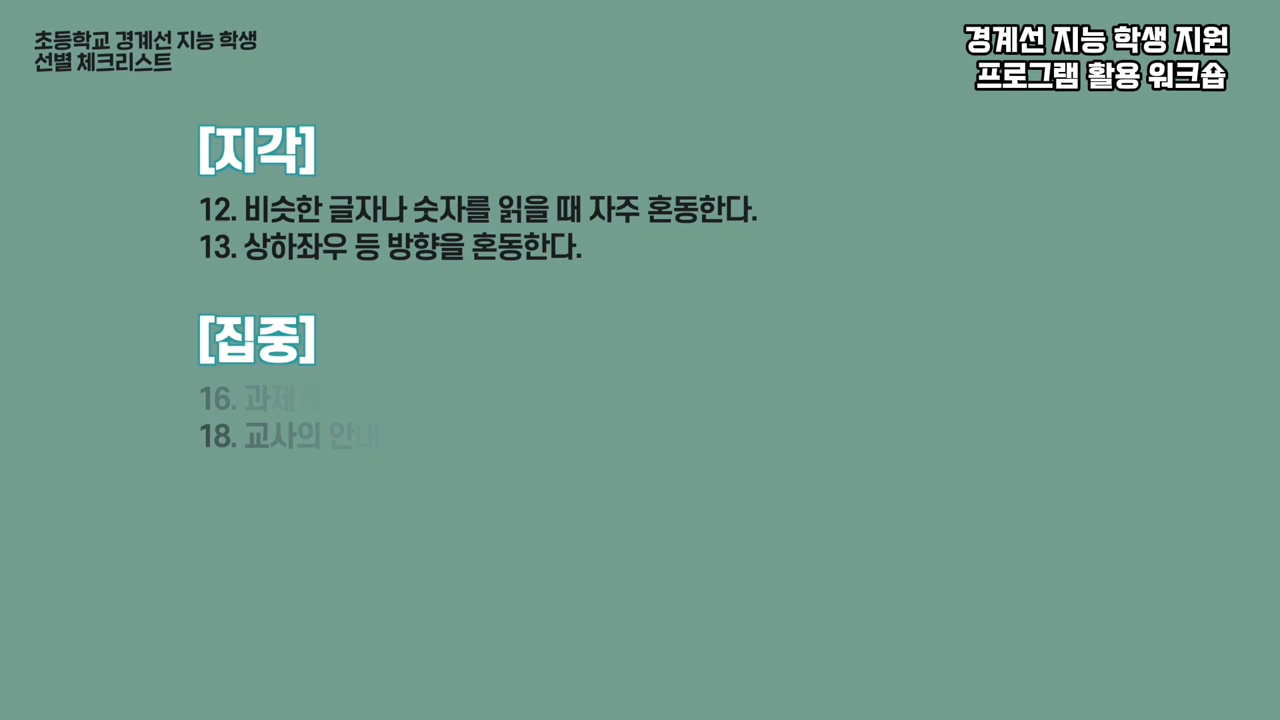 초등학교 경계선 지능 학생
선별 체크리스트
경계선 지능 학생 지원
프로그램 활용 워크숍
[지각]
12. 비슷한 글자나 숫자를 읽을 때 자주 혼동한다.
13. 상하좌우 등 방향을 혼동한다.
[집중]
16. 과제
18. 교사의 안내